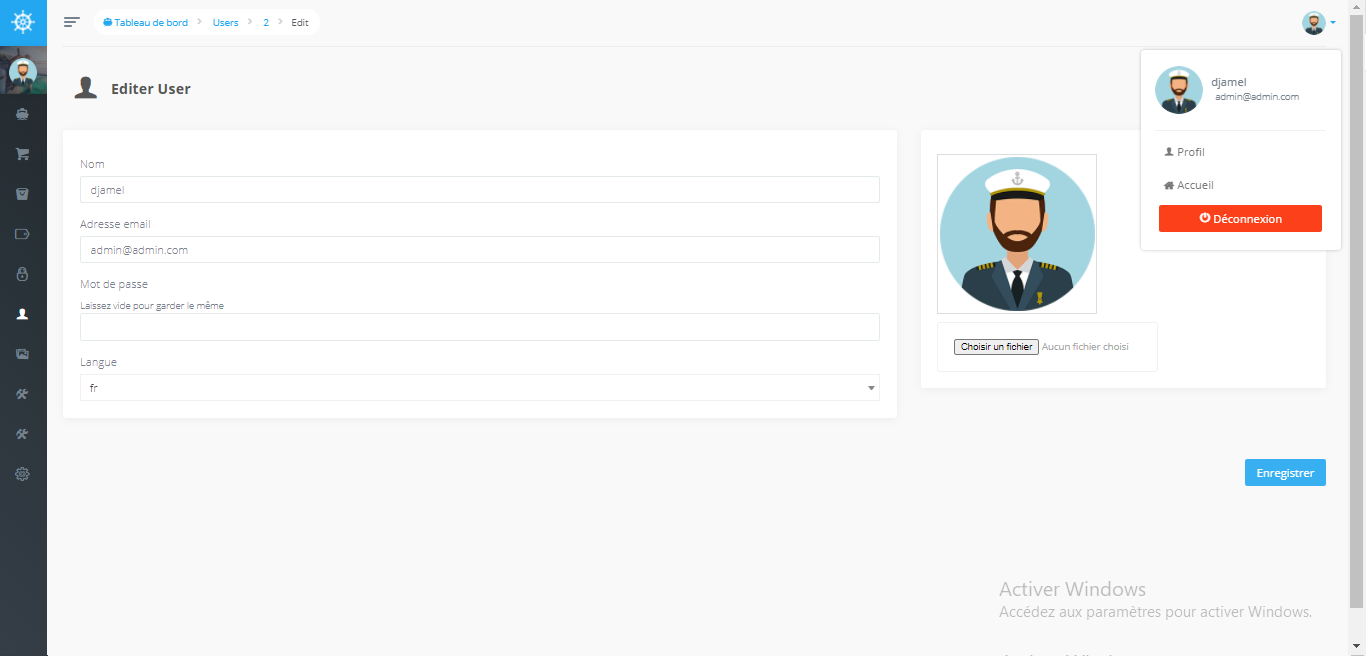 Tableau de bord > Users > 2 > Edit
djamel
admin@admin.com
Profil
Accueil
Déconnexion
Editer User
Nom
djamel
Adresse email
admin@admin.com
Mot de passe
Laissez vide pour garder le même
Langue
fr
Choisir un fichier Aucun fichier choisi
Enregistrer
Activer Windows
Accédez aux paramètres pour activer Windows.